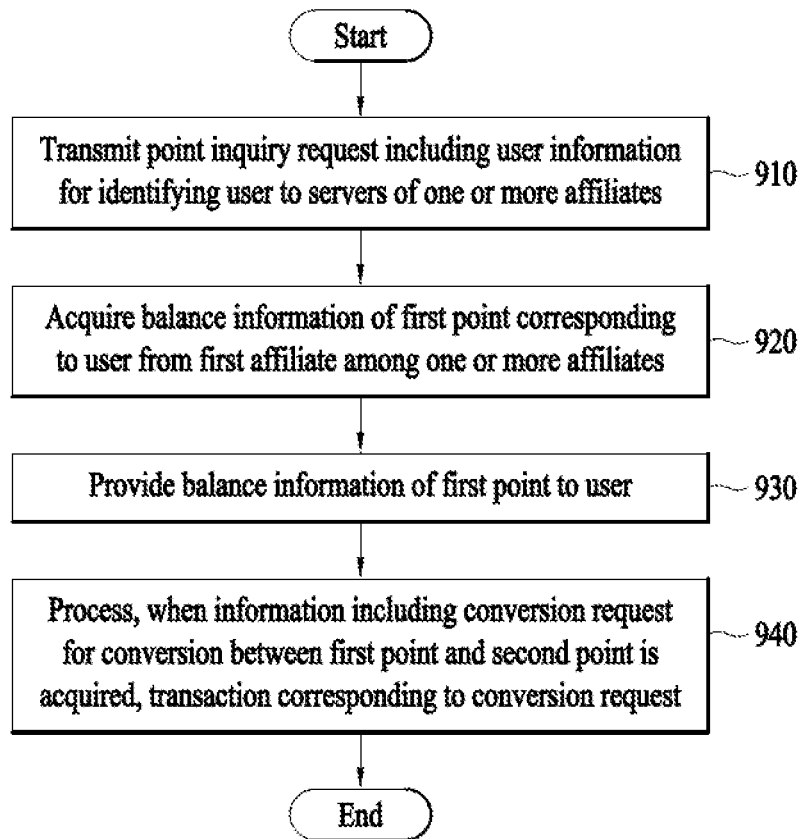 Start
Transmit point inquiry request including user information
for identifying user to servers of one or more affiliates
910
Acquire balance information of first point corresponding
to user from first affiliate among one or more affiliates
920
Provide balance information of first point to user
930
Process, when information including conversion request
for conversion between first point and second point is
acquired, transaction corresponding to conversion request
940
End